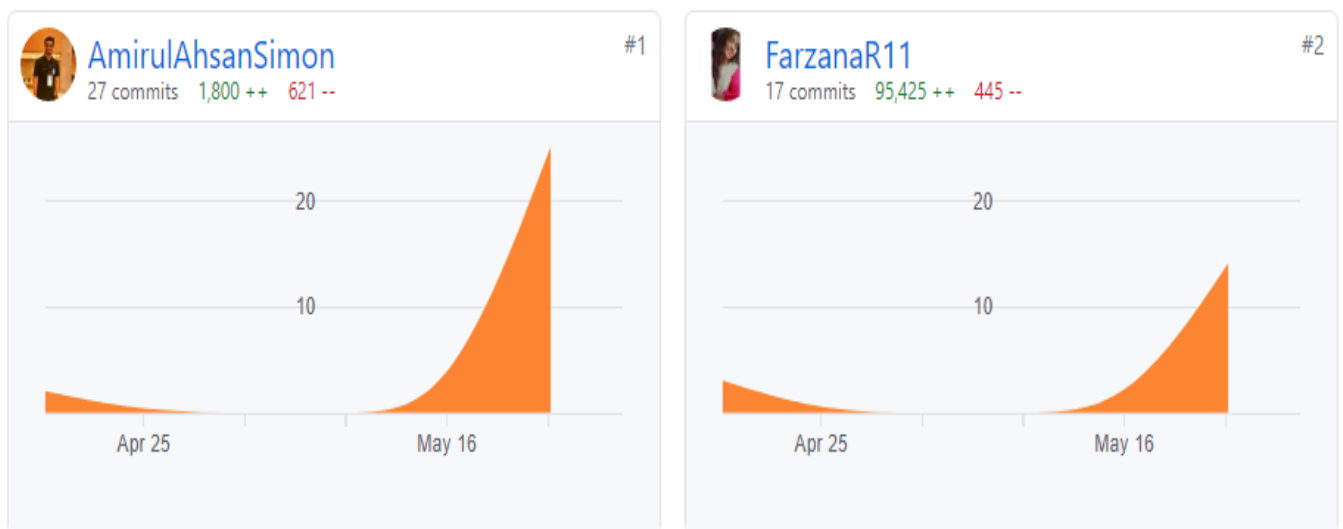 AmirulAhsanSimon
#1
27 commits 1,800 ++ 621 --
20
10
Apr 25 May 16
FarzanaR11
#2
17 commits 95,425 ++ 445 --
20
10
Apr 25 May 16